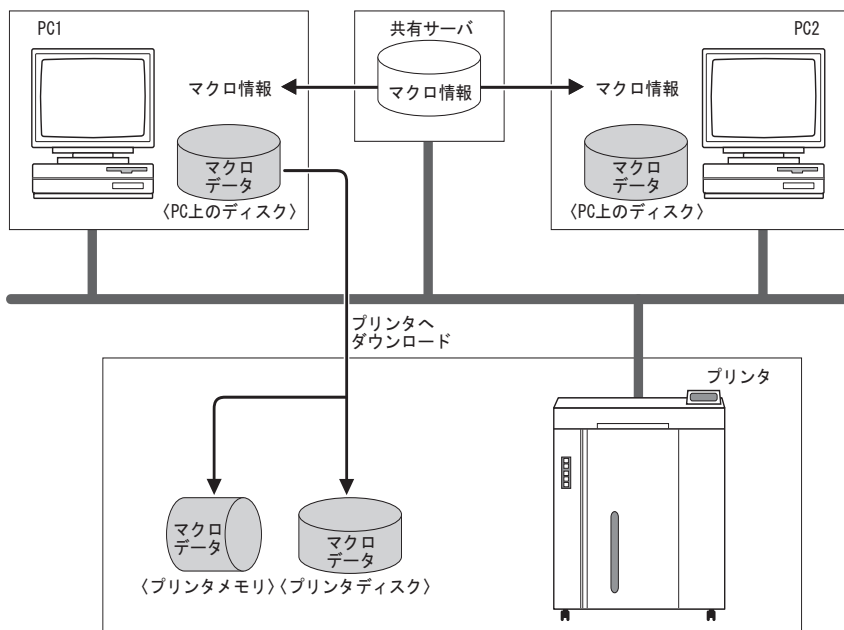 PC1
共有サーバ
PC2
マクロ情報
マクロ情報
マクロ情報
マクロ
データ
〈PC上のディスク〉
マクロ
データ
〈PC上のディスク〉
プリンタへ
ダウンロード
プリンタ
マクロ
データ
〈プリンタメモリ〉
マクロ
データ
〈プリンタディスク〉